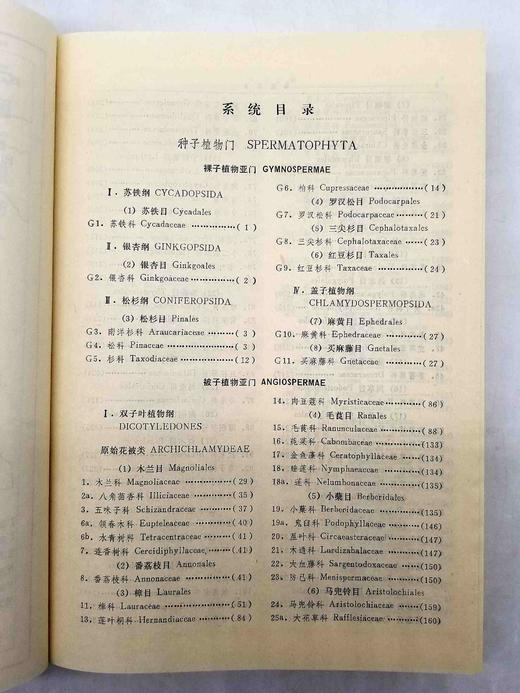 系统目录
种子植物门 SPERMATOPHYTA
裸子植物亚门 GYMNOSPERMAE
Ⅰ. 苏铁纲 CYCADOPSIDA
(1) 苏铁目 Cycadales
G1. 苏铁科 Cycadaceae ……………( 1 )
Ⅱ. 银杏纲 GINKGOPSIDA
(2) 银杏目 Ginkgoales
G2. 银杏科 Ginkgoaceae ……………( 2 )
Ⅲ. 松杉纲 CONIFEROPSIDA
(3) 松杉目 Pinales
G3. 南洋杉科 Araucariaceae ………( 3 )
G4. 松科 Pinaceae …………………( 3 )
G5. 杉科 Taxodiaceae ………………(12)
G6. 柏科 Cupressaceae ……………(14)
(4) 罗汉松目 Podocarpales
G7. 罗汉松科 Podocarpaceae ………(21)
(5) 三尖杉目 Cephalotaxales
G8. 三尖杉科 Cephalotaxaceae ……(23)
(6) 红豆杉目 Taxales
G9. 红豆杉科 Taxaceae ……………(24)
Ⅳ. 盖子植物纲
CHLAMYDOSPERMOPSIDA
(7) 麻黄目 Ephedrales
G10. 麻黄科 Ephedraceae …………(27)
(8) 买麻藤目 Gnetales
G11. 买麻藤科 Gnetaceae …………(27)
被子植物亚门 ANGIOSPERMAE
Ⅰ. 双子叶植物纲
DICOTYLEDONES
原始花被类 ARCHICHLAMYDEAE
(1) 木兰目 Magnoliales
1. 木兰科 Magnoliaceae ……………(29)
2a. 八角茴香科 Illiciaceae …………(35)
3. 五味子科 Schizandraceae ………(37)
6a. 领春木科 Eupteleaceae …………(40)
6b. 水青树科 Tetracentraceae ………(41)
7. 连香树科 Cercidiphyllaceae………(41)
(2) 番荔枝目 Annonales
8. 番荔枝科 Annonaceae ……………(41)
(3) 樟目 Laurales
11. 樟科 Lauraceae …………………(51)
13. 莲叶桐科 Hernandiaceae ………(84)
14. 肉豆蔻科 Myristicaceae …………(86)
(4) 毛茛目 Ranales
15. 毛茛科 Ranunculaceae …………(88)
16. 莼菜科 Cabombaceae …………(133)
17. 金鱼藻科 Ceratophyllaceae ……(134)
18. 睡莲科 Nymphaeaceae …………(134)
18a. 莲科 Nelumbonaceae …………(135)
(5) 小蘖目 Berberidales
19. 小蘖科 Berberidaceae …………(135)
19a. 鬼臼科 Podophyllaceae ………(146)
20. 星叶科 Circaeasteraceae ………(147)
21. 木通科 Lardizabalaceae …………(147)
22. 大血藤科 Sargentodoxaceae ……(150)
23. 防己科 Menispermaceae ………(150)
(6) 马兜铃目 Aristolochiales
24. 马兜铃科 Aristolochiaceae ……(159)
25a. 大花草科 Rafflesiaceae ………(160)